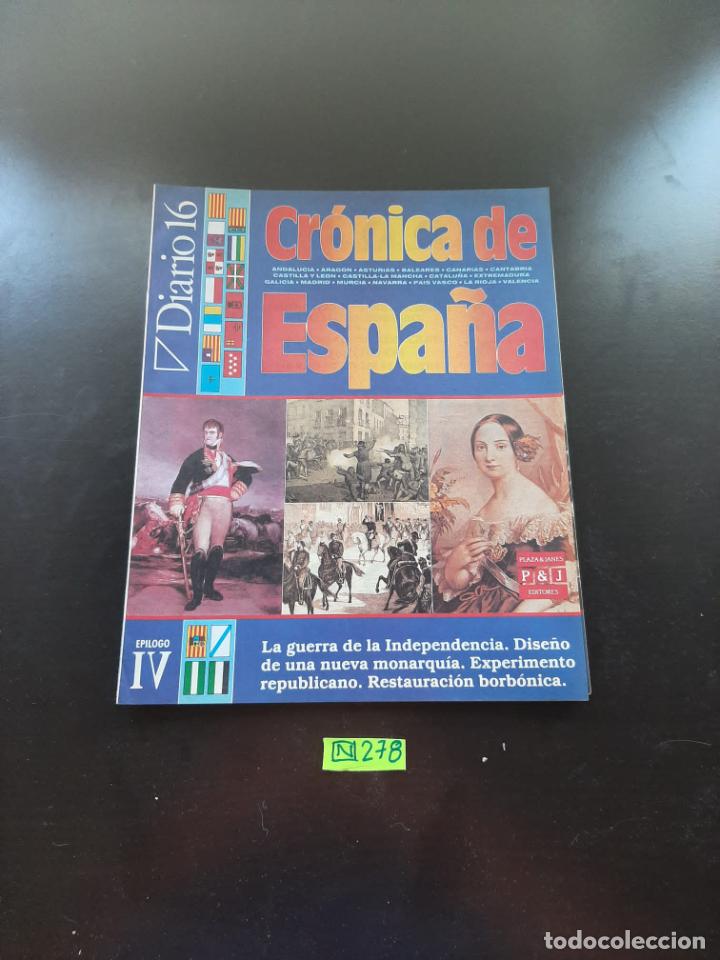 Diario 16
Crónica de
ANDALUCIA • ARAGON • ASTURIAS • BALEARES • CANARIAS • CANTABRIA
CASTILLA Y LEON • CASTILLA-LA MANCHA • CATALUÑA • EXTREMADURA
GALICIA • MADRID • MURCIA • NAVARRA • PAIS VASCO • LA RIOJA • VALENCIA
España
PLAZA & JANES
P & J
EDITORES
EPILOGO
IV
La guerra de la Independencia. Diseño
de una nueva monarquía. Experimento
republicano. Restauración borbónica.
N 278
todocoleccion